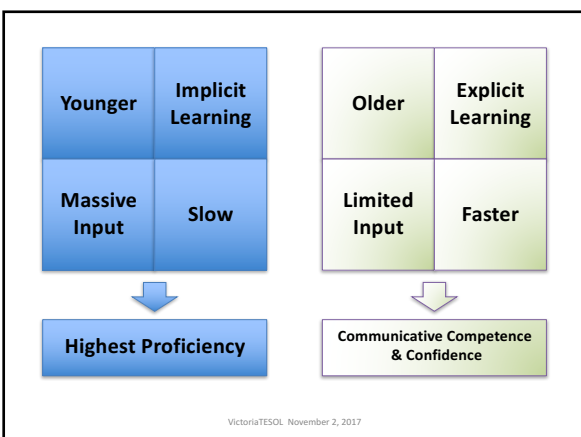 Younger
Implicit
Learning
Massive
Input
Slow
Highest Proficiency
Older
Explicit
Learning
Limited
Input
Faster
Communicative Competence
& Confidence
VictoriaTESOL November 2, 2017